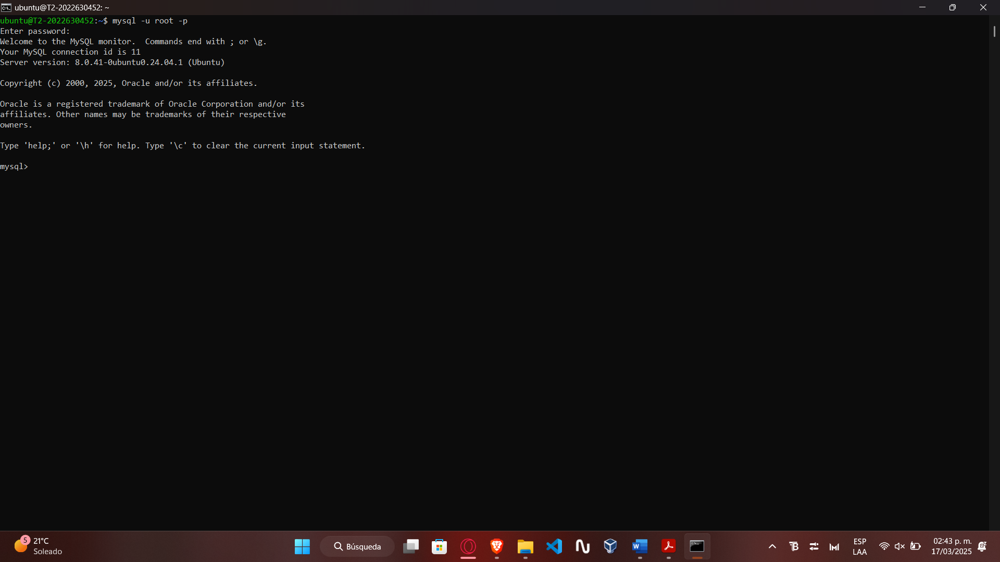 ubuntu@T2-2022630452: ~
ubuntu@T2-2022630452:~$ mysql -u root -p
Enter password:
Welcome to the MySQL monitor.  Commands end with ; or \g.
Your MySQL connection id is 11
Server version: 8.0.41-0ubuntu0.24.04.1 (Ubuntu)
Copyright (c) 2000, 2025, Oracle and/or its affiliates.
Oracle is a registered trademark of Oracle Corporation and/or its
affiliates. Other names may be trademarks of their respective
owners.
Type 'help;' or '\h' for help. Type '\c' to clear the current input statement.
mysql>
5
21°C
Soleado
Búsqueda
ESP
LAA
02:43 p. m.
17/03/2025